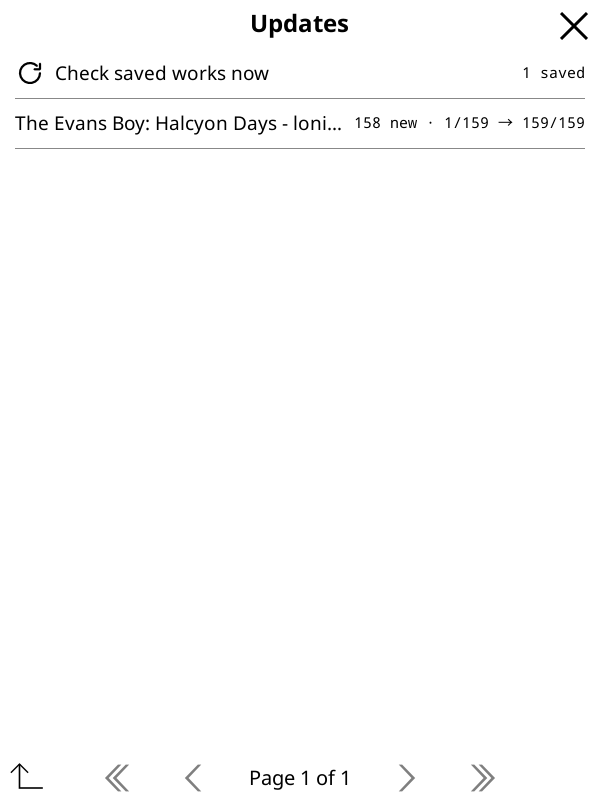 Updates
Check saved works now 1 saved
The Evans Boy: Halcyon Days - loni... 158 new · 1/159 → 159/159
Page 1 of 1